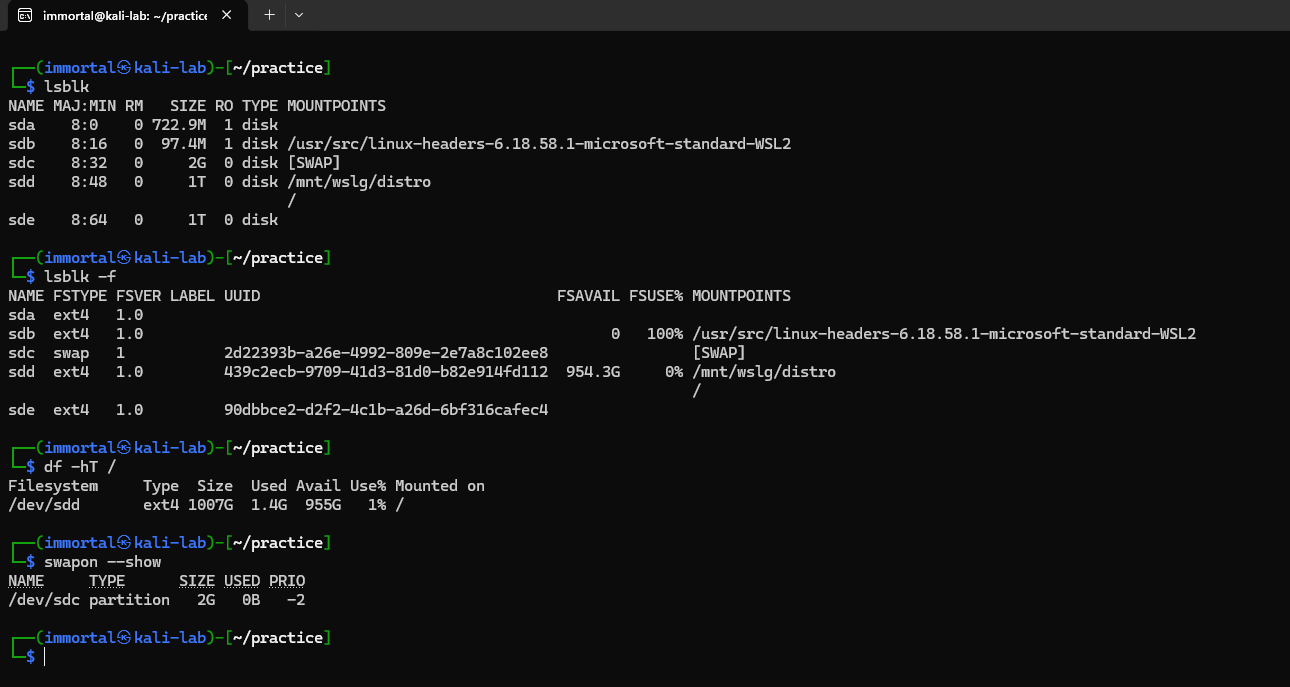 immortal@kali-lab: ~/practice
┌──(immortal㉿kali-lab)-[~/practice]
└─$ lsblk
NAME MAJ:MIN RM   SIZE RO TYPE MOUNTPOINTS
sda    8:0    0 722.9M  1 disk
sdb    8:16   0  97.4M  1 disk /usr/src/linux-headers-6.18.58.1-microsoft-standard-WSL2
sdc    8:32   0     2G  0 disk [SWAP]
sdd    8:48   0     1T  0 disk /mnt/wslg/distro
                               /
sde    8:64   0     1T  0 disk
┌──(immortal㉿kali-lab)-[~/practice]
└─$ lsblk -f
NAME FSTYPE FSVER LABEL UUID                                 FSAVAIL FSUSE% MOUNTPOINTS
sda  ext4   1.0
sdb  ext4   1.0                                                    0   100% /usr/src/linux-headers-6.18.58.1-microsoft-standard-WSL2
sdc  swap   1           2d22393b-a26e-4992-809e-2e7a8c102ee8                [SWAP]
sdd  ext4   1.0         439c2ecb-9709-41d3-81d0-b82e914fd112  954.3G     0% /mnt/wslg/distro
                                                                            /
sde  ext4   1.0         90dbbce2-d2f2-4c1b-a26d-6bf316cafec4
┌──(immortal㉿kali-lab)-[~/practice]
└─$ df -hT /
Filesystem     Type  Size  Used Avail Use% Mounted on
/dev/sdd       ext4 1007G  1.4G  955G   1% /
┌──(immortal㉿kali-lab)-[~/practice]
└─$ swapon --show
NAME     TYPE      SIZE USED PRIO
/dev/sdc partition   2G   0B   -2
┌──(immortal㉿kali-lab)-[~/practice]
└─$